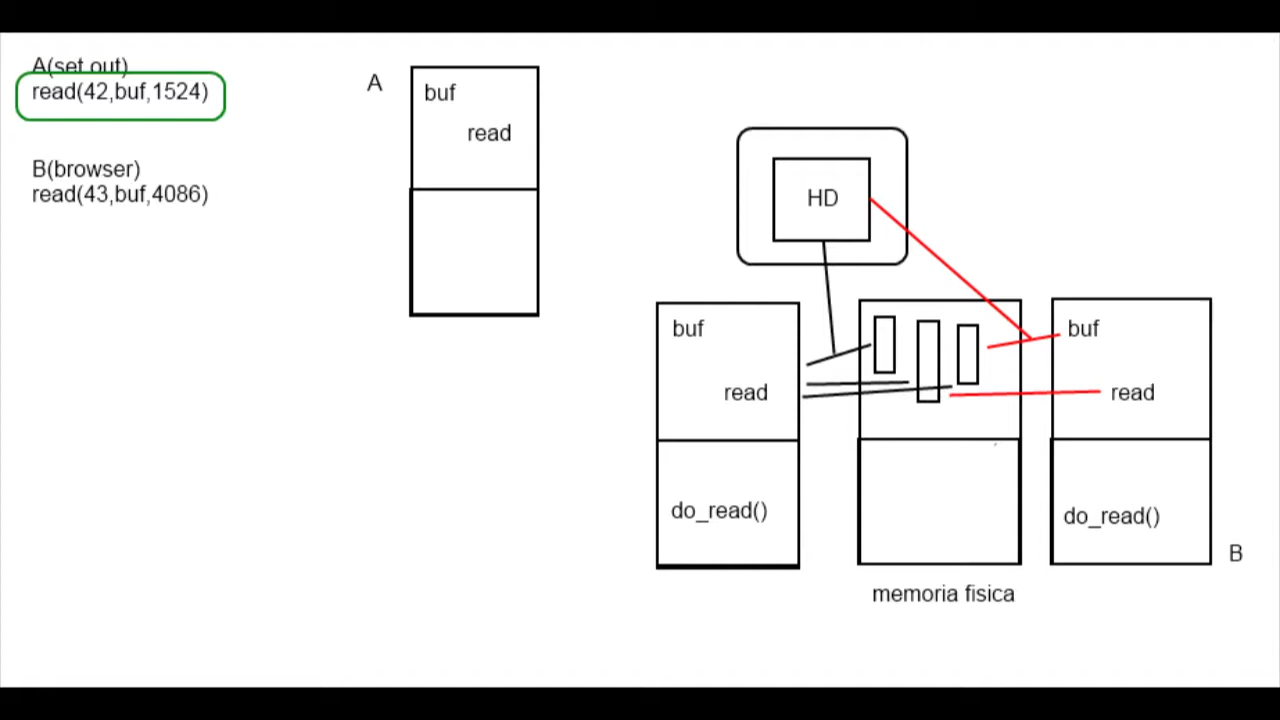 A(set out)
read(42,buf,1524)
B(browser)
read(43,buf,4086)
A
buf
read
HD
buf
read
do_read()
memoria fisica
buf
read
do_read()
B